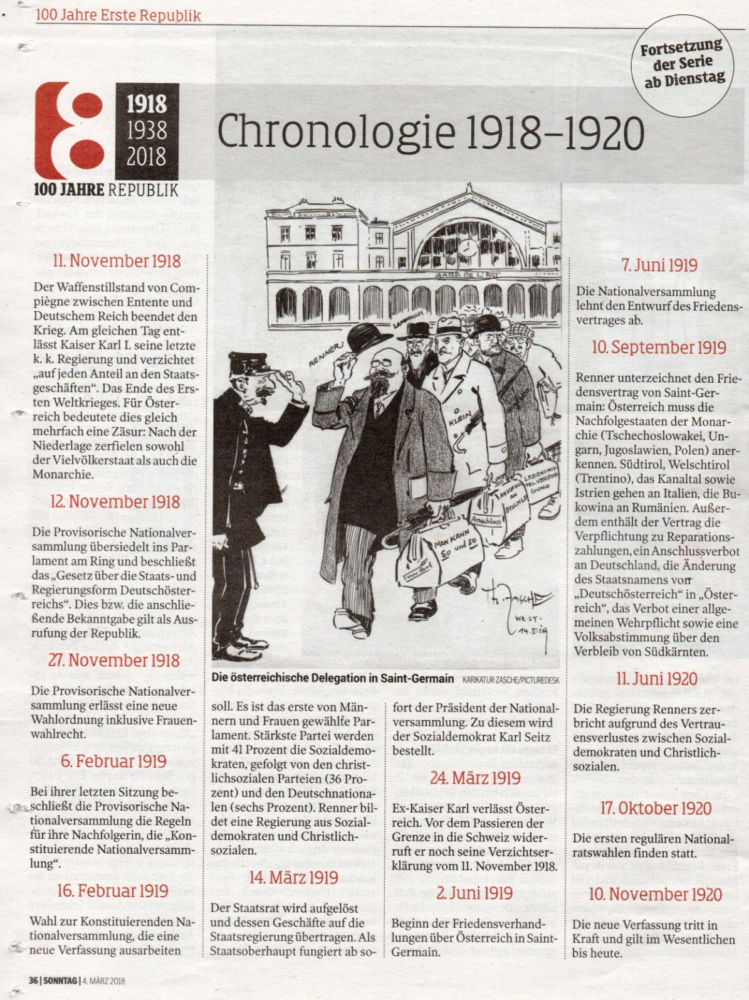 100 Jahre Erste Republik
Fortsetzung
der Serie
ab Dienstag
1918
1938
2018
100 JAHRE REPUBLIK
Chronologie 1918–1920
11. November 1918
Der Waffenstillstand von Com-
piègne zwischen Entente und
Deutschem Reich beendet den
Krieg. Am gleichen Tag ent-
lässt Kaiser Karl I. seine letzte
k. k. Regierung und verzichtet
„auf jeden Anteil an den Staats-
geschäften“. Das Ende des Ers-
ten Weltkrieges. Für Öster-
reich bedeutete dies gleich
mehrfach eine Zäsur: Nach der
Niederlage zerfielen sowohl
der Vielvölkerstaat als auch die
Monarchie.
12. November 1918
Die Provisorische Nationalver-
sammlung übersiedelt ins Par-
lament am Ring und beschließt
das „Gesetz über die Staats- und
Regierungsform Deutschöster-
reichs“. Dies bzw. die anschlie-
ßende Bekanntgabe gilt als Aus-
rufung der Republik.
27. November 1918
Die Provisorische Nationalver-
sammlung erlässt eine neue
Wahlordnung inklusive Frauen-
wahlrecht.
6. Februar 1919
Bei ihrer letzten Sitzung be-
schließt die Provisorische Na-
tionalversammlung die Regeln
für ihre Nachfolgerin, die „Kon-
stituierende Nationalversamm-
lung“.
16. Februar 1919
Wahl zur Konstituierenden Na-
tionalversammlung, die eine
neue Verfassung ausarbeiten
GARE DE L'EST
LAMMASCH
RENNER
KLEIN
LEBENSMIT
TELVERSOR-
GUNG
ANSCHLUSS
AN
DTSCHLD
Anschluss
MAN KANN
SO und SO
Th. Zasche
WR. ST.
14.5.19
Die österreichische Delegation in Saint-Germain KARIKATUR ZASCHE/PICTUREDESK
soll. Es ist das erste von Män-
nern und Frauen gewählte Par-
lament. Stärkste Partei werden
mit 41 Prozent die Sozialdemo-
kraten, gefolgt von den christ-
lichsozialen Parteien (36 Pro-
zent) und den Deutschnationa-
len (sechs Prozent). Renner bil-
det eine Regierung aus Sozial-
demokraten und Christlich-
sozialen.
14. März 1919
Der Staatsrat wird aufgelöst
und dessen Geschäfte auf die
Staatsregierung übertragen. Als
Staatsoberhaupt fungiert ab so-
fort der Präsident der National-
versammlung. Zu diesem wird
der Sozialdemokrat Karl Seitz
bestellt.
24. März 1919
Ex-Kaiser Karl verlässt Öster-
reich. Vor dem Passieren der
Grenze in die Schweiz wider-
ruft er noch seine Verzichtser-
klärung vom 11. November 1918.
2. Juni 1919
Beginn der Friedensverhand-
lungen über Österreich in Saint-
Germain.
7. Juni 1919
Die Nationalversammlung
lehnt den Entwurf des Friedens-
vertrages ab.
10. September 1919
Renner unterzeichnet den Frie-
densvertrag von Saint-Ger-
main: Österreich muss die
Nachfolgestaaten der Monar-
chie (Tschechoslowakei, Un-
garn, Jugoslawien, Polen) aner-
kennen. Südtirol, Welschtirol
(Trentino), das Kanaltal sowie
Istrien gehen an Italien, die Bu-
kowina an Rumänien. Außer-
dem enthält der Vertrag die
Verpflichtung zu Reparations-
zahlungen, ein Anschlussverbot
an Deutschland, die Änderung
des Staatsnamens von
„Deutschösterreich“ in „Öster-
reich“, das Verbot einer allge-
meinen Wehrpflicht sowie eine
Volksabstimmung über den
Verbleib von Südkärnten.
11. Juni 1920
Die Regierung Renners zer-
bricht aufgrund des Vertrau-
ensverlustes zwischen Sozial-
demokraten und Christlich-
sozialen.
17. Oktober 1920
Die ersten regulären National-
ratswahlen finden statt.
10. November 1920
Die neue Verfassung tritt in
Kraft und gilt im Wesentlichen
bis heute.
36 | SONNTAG | 4. MÄRZ 2018